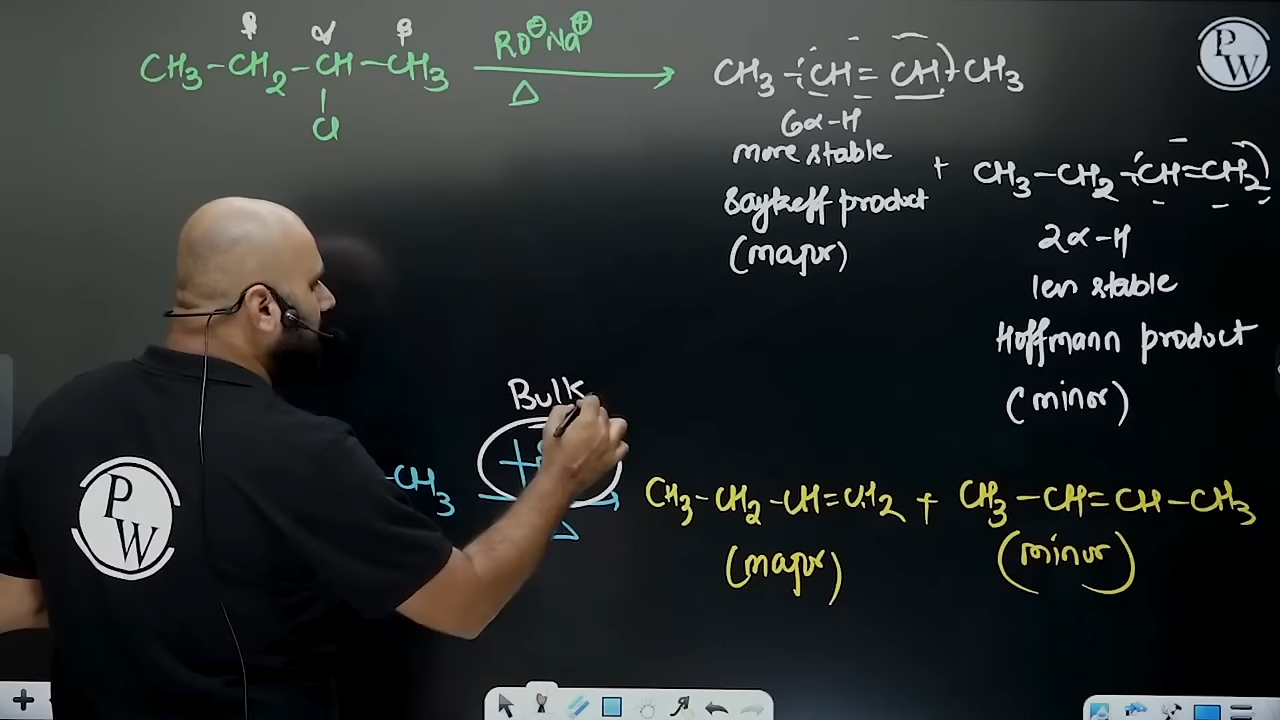 β α β
CH3-CH2-CH-CH3 RO⊖Na⊕ Δ → CH3-(CH=CH)-CH3
Cl
6α-H
more stable
Saytzeff product
(major)
+ CH3-CH2-(CH=CH2)
2α-H
less stable
Hoffmann product
(minor)
Bulk
-CH3 Δ → CH3-CH2-CH=CH2 + CH3-CH=CH-CH3
(major) (minor)
PW
PW